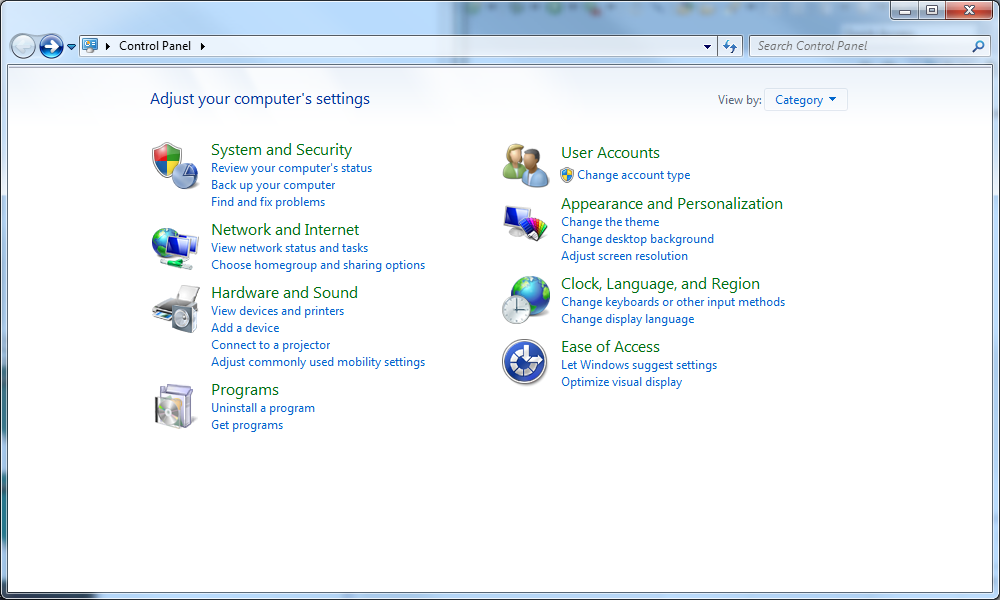 Control Panel
Search Control Panel
Adjust your computer's settings
View by: Category
System and Security
Review your computer's status
Back up your computer
Find and fix problems
Network and Internet
View network status and tasks
Choose homegroup and sharing options
Hardware and Sound
View devices and printers
Add a device
Connect to a projector
Adjust commonly used mobility settings
Programs
Uninstall a program
Get programs
User Accounts
Change account type
Appearance and Personalization
Change the theme
Change desktop background
Adjust screen resolution
Clock, Language, and Region
Change keyboards or other input methods
Change display language
Ease of Access
Let Windows suggest settings
Optimize visual display